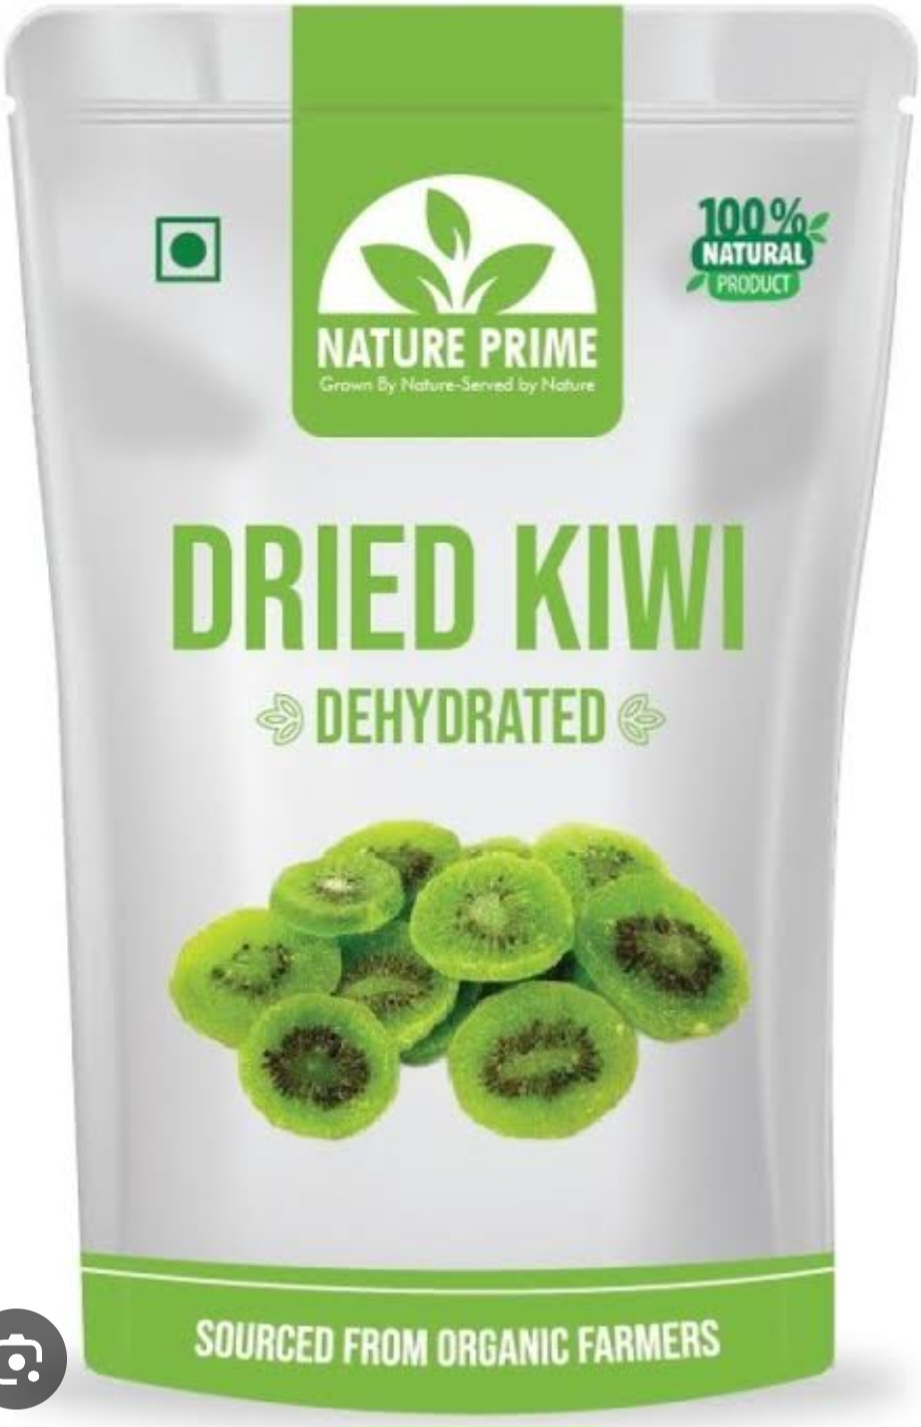 100%
NATURAL
PRODUCT
NATURE PRIME
Grown By Nature-Served by Nature
DRIED KIWI
DEHYDRATED
SOURCED FROM ORGANIC FARMERS